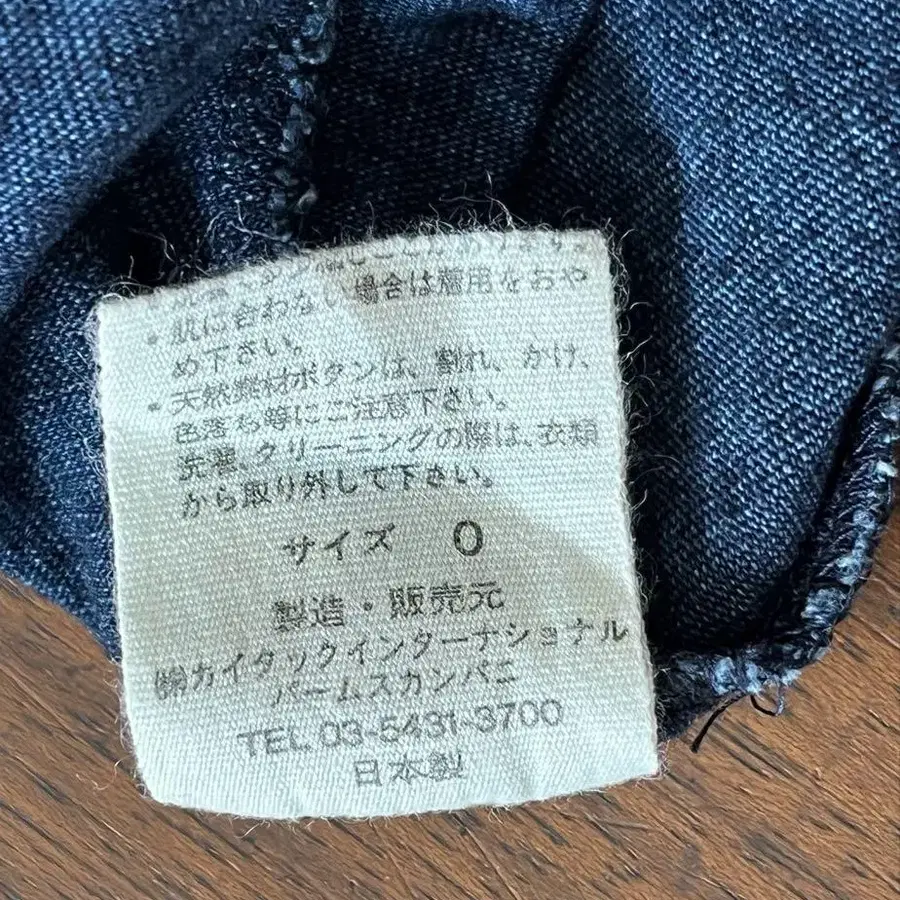 ・肌に合わない場合は着用をおや
め下さい。
・天然素材ボタンは、割れ、かけ、
色落ち等にご注意下さい。
洗濯、クリーニングの際は、衣類
から取り外して下さい。
サイズ 0
製造・販売元
㈱カイタックインターナショナル
パームスカンパニ
TEL 03-5431-3700
日本製